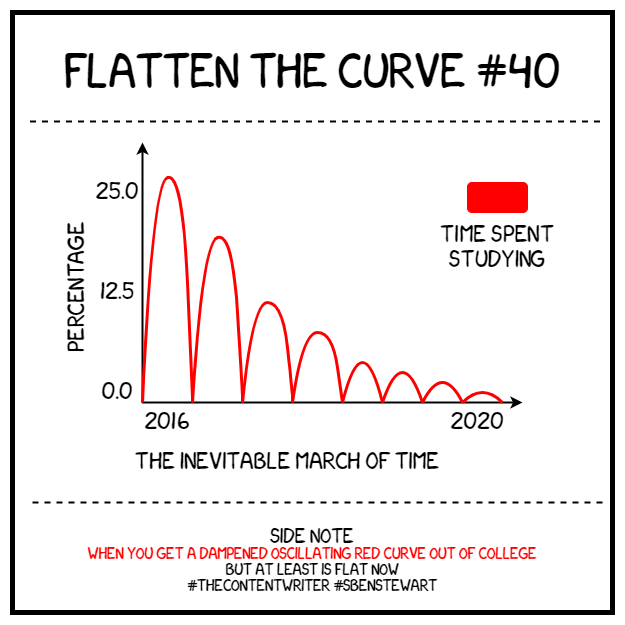 FLATTEN THE CURVE #40
25.0
12.5
0.0
PERCENTAGE
TIME SPENT
STUDYING
2016
2020
THE INEVITABLE MARCH OF TIME
SIDE NOTE
WHEN YOU GET A DAMPENED OSCILLATING RED CURVE OUT OF COLLEGE
BUT AT LEAST IS FLAT NOW
#THECONTENTWRITER #SBENSTEWART